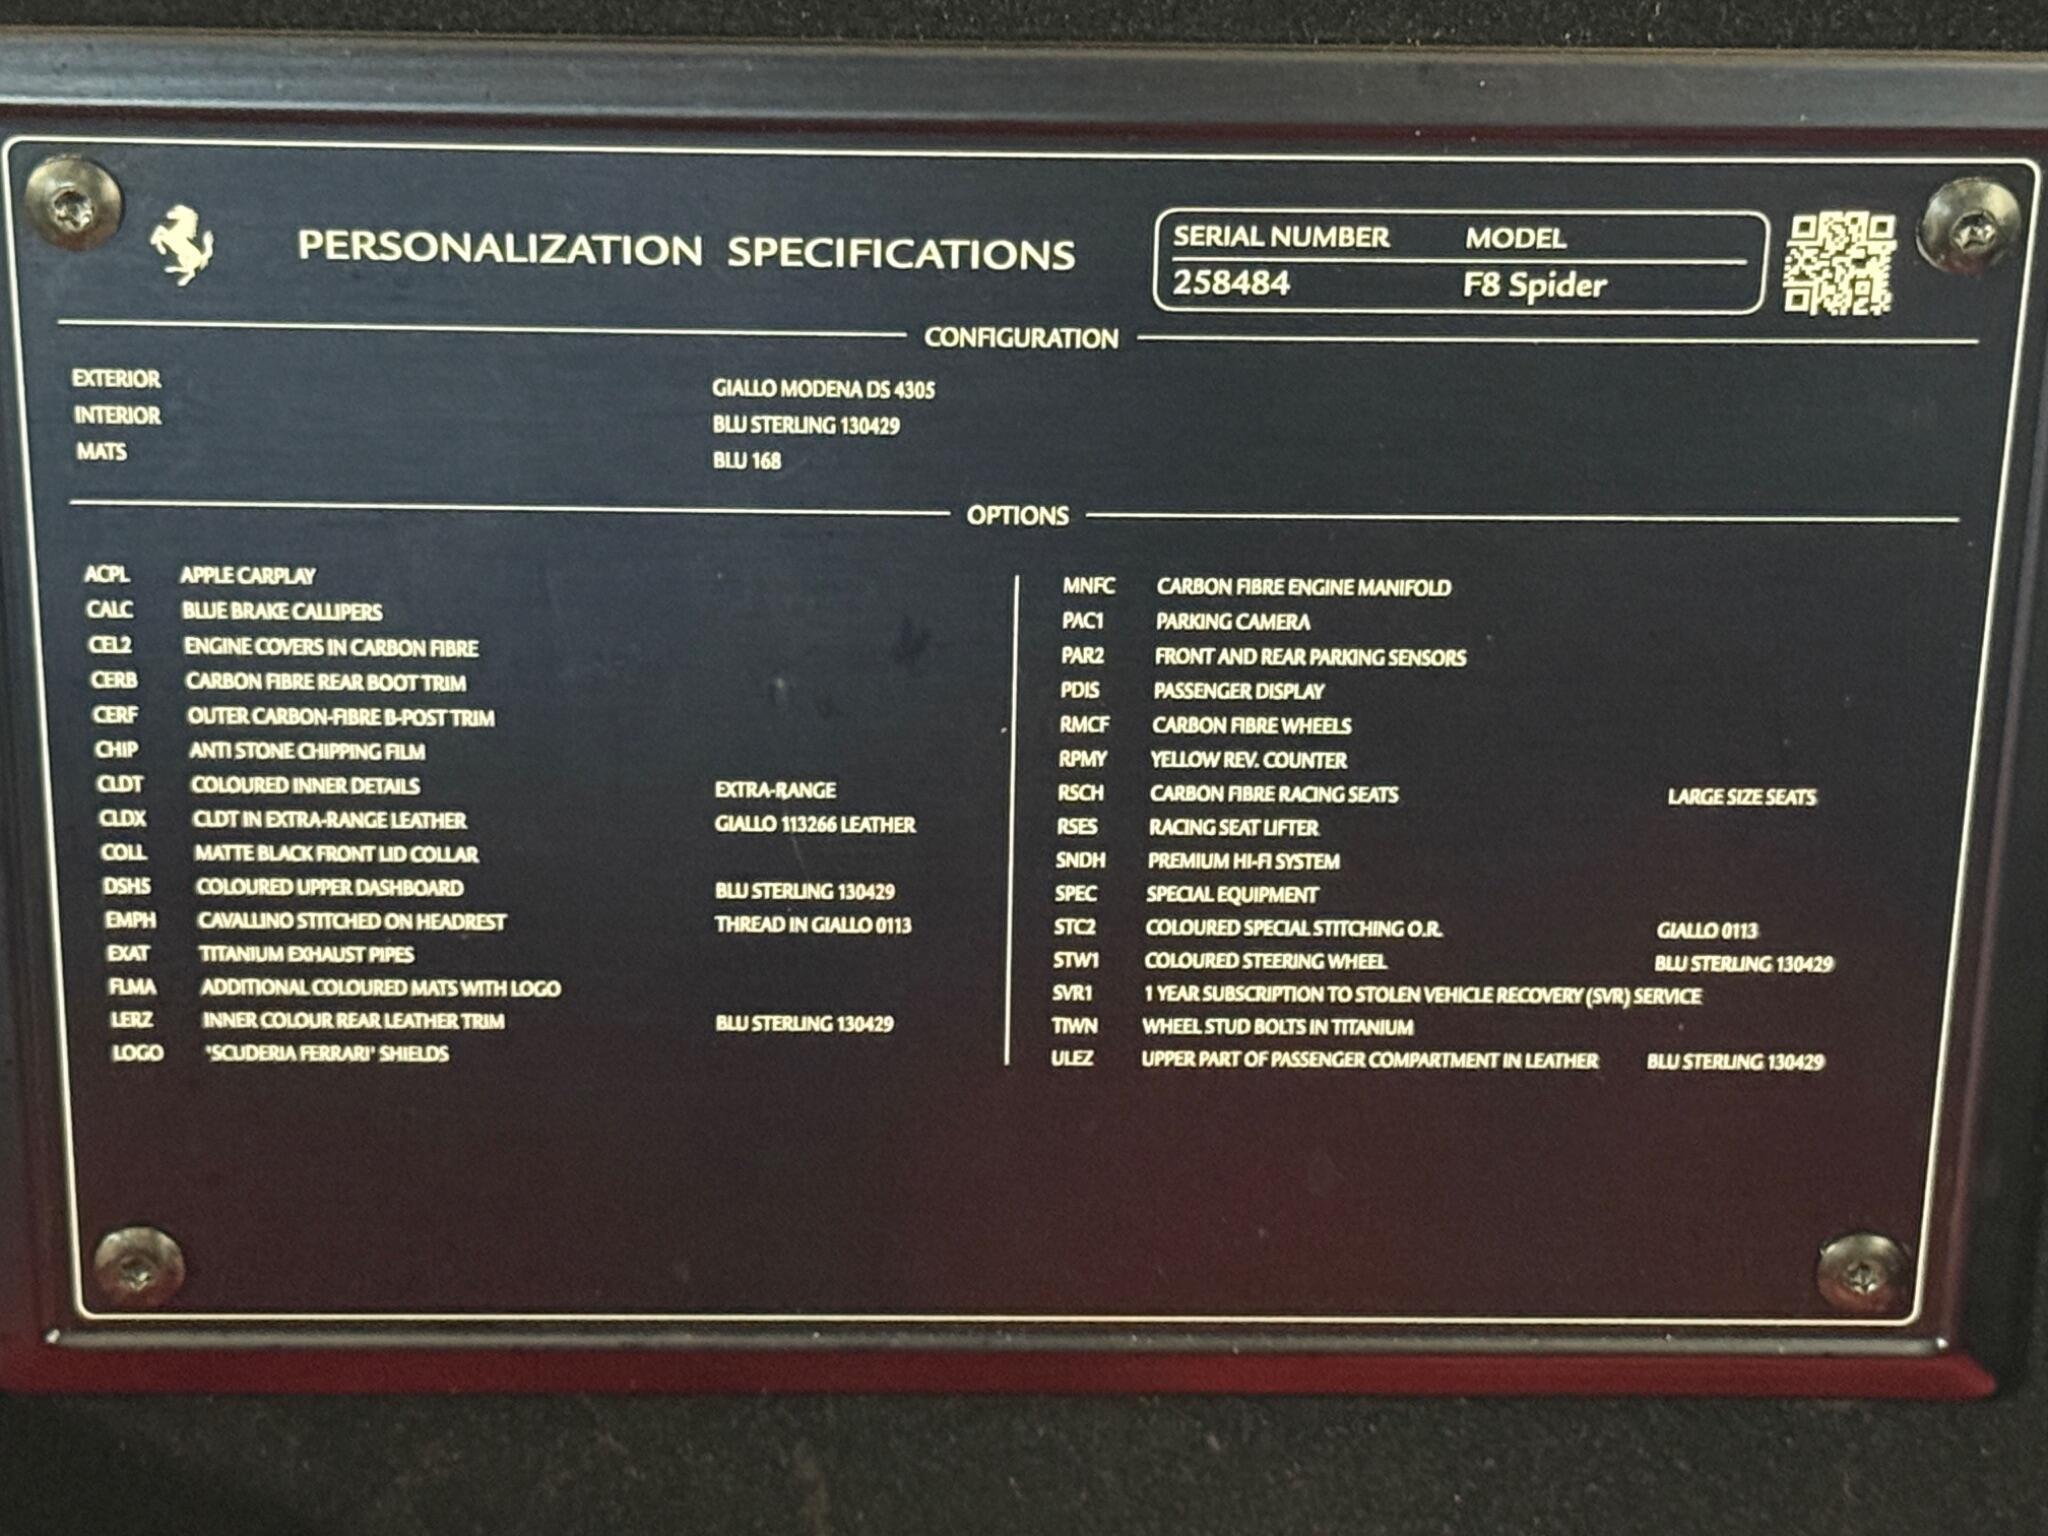 PERSONALIZATION SPECIFICATIONS
SERIAL NUMBER MODEL
258484 F8 Spider
CONFIGURATION
EXTERIOR GIALLO MODENA DS 4305
INTERIOR BLU STERLING 130429
MATS BLU 168
OPTIONS
ACPL APPLE CARPLAY
CALC BLUE BRAKE CALLIPERS
CEL2 ENGINE COVERS IN CARBON FIBRE
CERB CARBON FIBRE REAR BOOT TRIM
CERF OUTER CARBON-FIBRE B-POST TRIM
CHIP ANTI STONE CHIPPING FILM
CLDT COLOURED INNER DETAILS EXTRA-RANGE
CLDX CLDT IN EXTRA-RANGE LEATHER GIALLO 113266 LEATHER
COLL MATTE BLACK FRONT LID COLLAR
DSH5 COLOURED UPPER DASHBOARD BLU STERLING 130429
EMPH CAVALLINO STITCHED ON HEADREST THREAD IN GIALLO 0113
EXAT TITANIUM EXHAUST PIPES
FLMA ADDITIONAL COLOURED MATS WITH LOGO
LERZ INNER COLOUR REAR LEATHER TRIM BLU STERLING 130429
LOGO 'SCUDERIA FERRARI' SHIELDS
MNFC CARBON FIBRE ENGINE MANIFOLD
PAC1 PARKING CAMERA
PAR2 FRONT AND REAR PARKING SENSORS
PDIS PASSENGER DISPLAY
RMCF CARBON FIBRE WHEELS
RPMY YELLOW REV. COUNTER
RSCH CARBON FIBRE RACING SEATS LARGE SIZE SEATS
RSES RACING SEAT LIFTER
SNDH PREMIUM HI-FI SYSTEM
SPEC SPECIAL EQUIPMENT
STC2 COLOURED SPECIAL STITCHING O.R. GIALLO 0113
STW1 COLOURED STEERING WHEEL BLU STERLING 130429
SVR1 1 YEAR SUBSCRIPTION TO STOLEN VEHICLE RECOVERY (SVR) SERVICE
TIWN WHEEL STUD BOLTS IN TITANIUM
ULEZ UPPER PART OF PASSENGER COMPARTMENT IN LEATHER BLU STERLING 130429